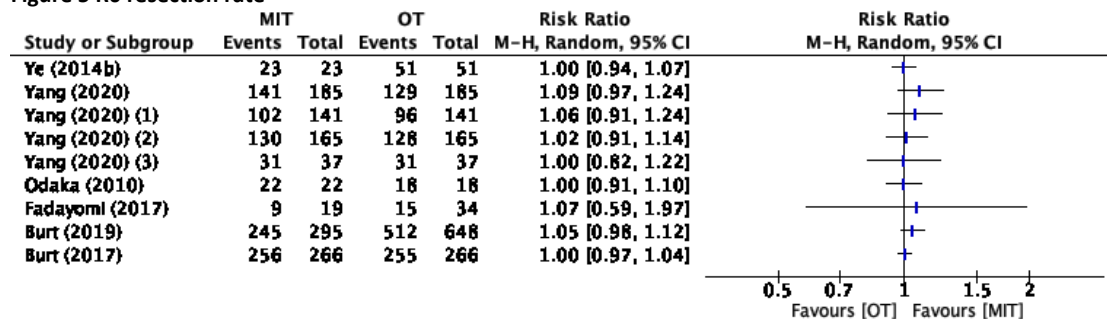 MIT OT Risk Ratio Risk Ratio
Study or Subgroup Events Total Events Total M-H, Random, 95% CI M-H, Random, 95% CI
Ye (2014b) 23 23 51 51 1.00 [0.94, 1.07]
Yang (2020) 141 185 129 185 1.09 [0.97, 1.24]
Yang (2020) (1) 102 141 96 141 1.06 [0.91, 1.24]
Yang (2020) (2) 130 165 128 165 1.02 [0.91, 1.14]
Yang (2020) (3) 31 37 31 37 1.00 [0.82, 1.22]
Odaka (2010) 22 22 18 18 1.00 [0.91, 1.10]
Fadayomi (2017) 9 19 15 34 1.07 [0.59, 1.97]
Burt (2019) 245 295 512 648 1.05 [0.98, 1.12]
Burt (2017) 256 266 255 266 1.00 [0.97, 1.04]
0.5 0.7 1 1.5 2
Favours [OT] Favours [MIT]